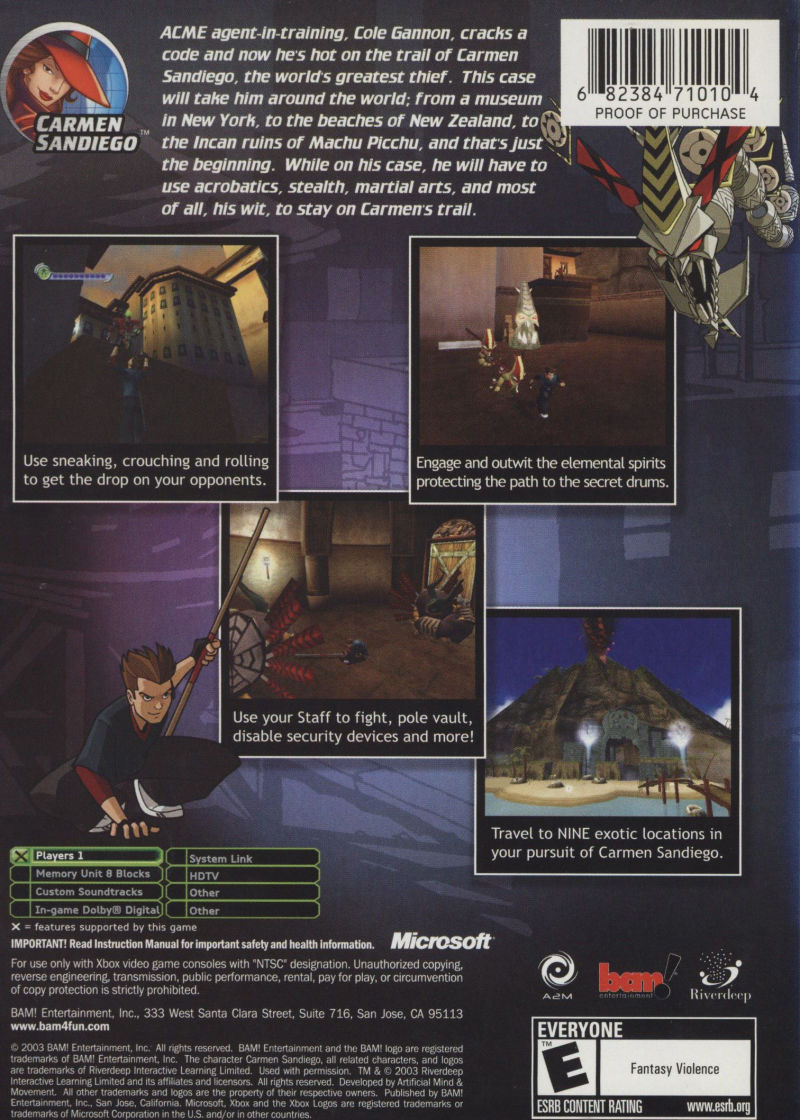 CARMEN
SANDIEGO™
ACME agent-in-training, Cole Gannon, cracks a
code and now he's hot on the trail of Carmen
Sandiego, the world's greatest thief. This case
will take him around the world; from a museum
in New York, to the beaches of New Zealand, to
the Incan ruins of Machu Picchu, and that's just
the beginning. While on his case, he will have to
use acrobatics, stealth, martial arts, and most
of all, his wit, to stay on Carmen's trail.
6 82384 71010 4
PROOF OF PURCHASE
Use sneaking, crouching and rolling
to get the drop on your opponents.
Engage and outwit the elemental spirits
protecting the path to the secret drums.
Use your Staff to fight, pole vault,
disable security devices and more!
Travel to NINE exotic locations in
your pursuit of Carmen Sandiego.
X Players 1
Memory Unit 8 Blocks
Custom Soundtracks
In-game Dolby® Digital
System Link
HDTV
Other
Other
X = features supported by this game
IMPORTANT! Read Instruction Manual for important safety and health information.
Microsoft
For use only with Xbox video game consoles with "NTSC" designation. Unauthorized copying,
reverse engineering, transmission, public performance, rental, pay for play, or circumvention
of copy protection is strictly prohibited.
BAM! Entertainment, Inc., 333 West Santa Clara Street, Suite 716, San Jose, CA 95113
www.bam4fun.com
© 2003 BAM! Entertainment, Inc. All rights reserved. BAM! Entertainment and the BAM! logo are registered
trademarks of BAM! Entertainment, Inc. The character Carmen Sandiego, all related characters, and logos
are trademarks of Riverdeep Interactive Learning Limited. Used with permission. TM & © 2003 Riverdeep
Interactive Learning Limited and its affiliates and licensors. All rights reserved. Developed by Artificial Mind &
Movement. All other trademarks and logos are the property of their respective owners. Published by BAM!
Entertainment, Inc., San Jose, California. Microsoft, Xbox and the Xbox Logos are registered trademarks or
trademarks of Microsoft Corporation in the U.S. and/or in other countries.
A2M
bam!
entertainment
Riverdeep
EVERYONE
TM
E
Fantasy Violence
ESRB CONTENT RATING www.esrb.org